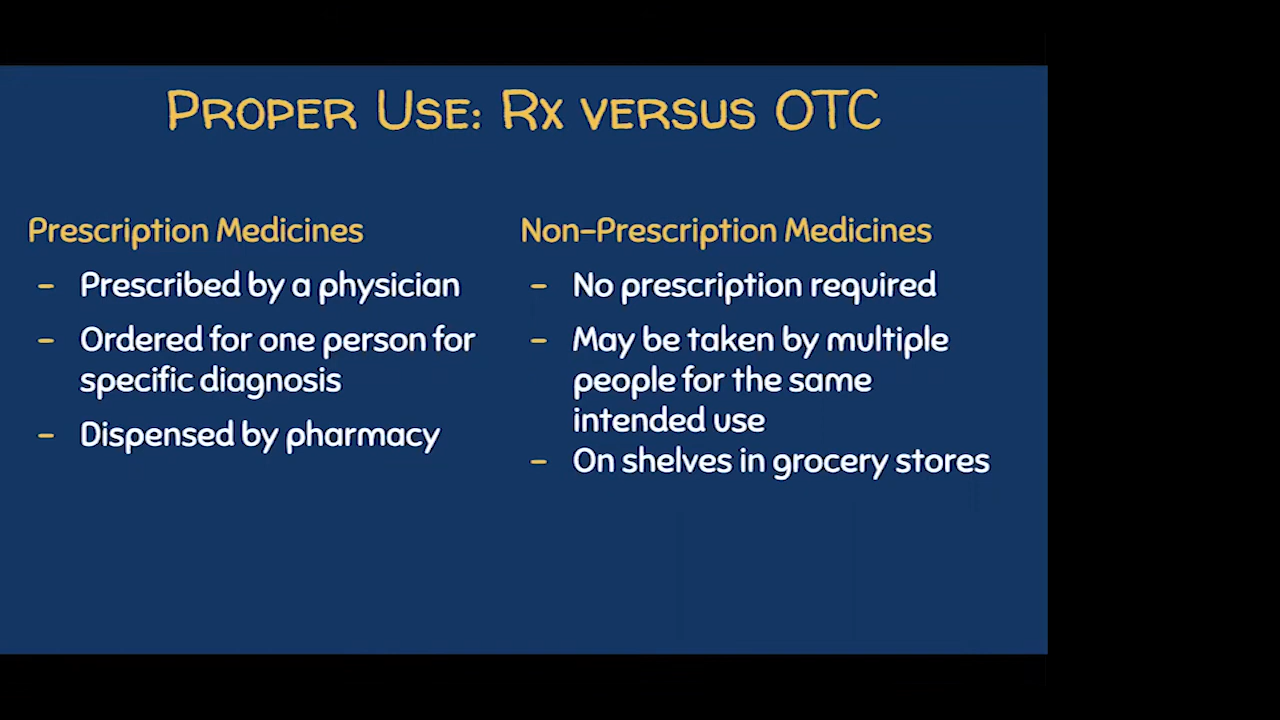 Proper Use: Rx versus OTC
Prescription Medicines
- Prescribed by a physician
- Ordered for one person for
specific diagnosis
- Dispensed by pharmacy
Non-Prescription Medicines
- No prescription required
- May be taken by multiple
people for the same
intended use
- On shelves in grocery stores